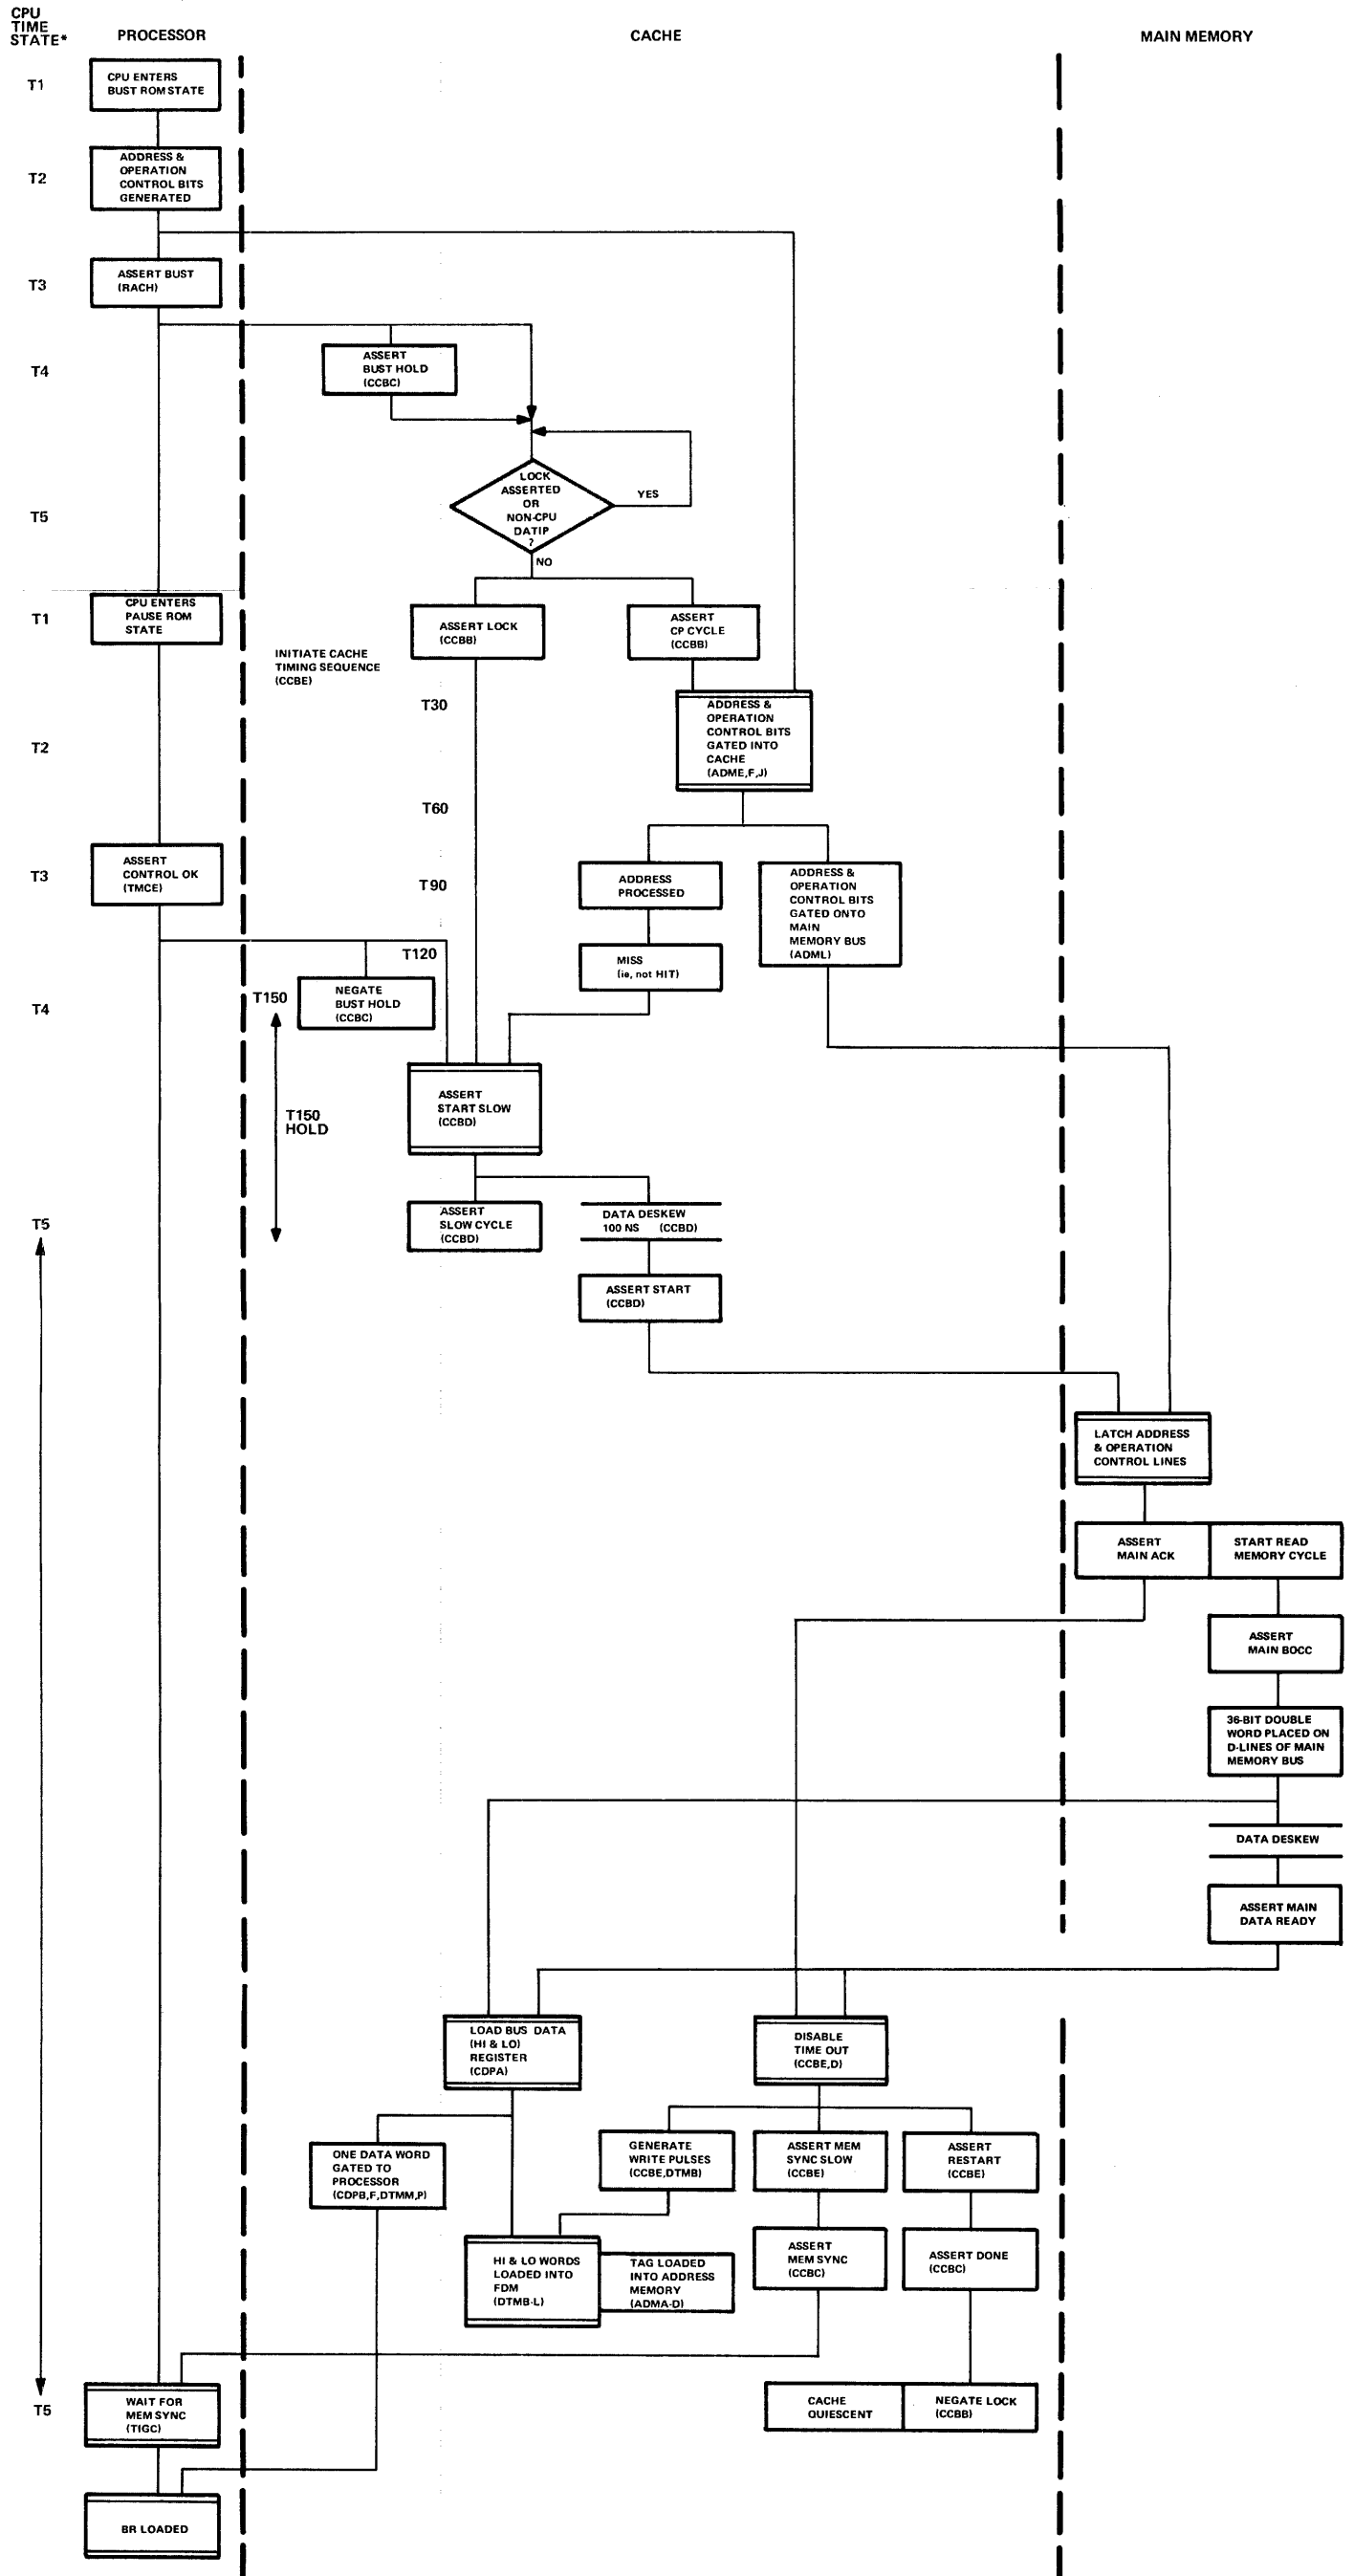 CPU
TIME
STATE*
PROCESSOR
CACHE
MAIN MEMORY
T1
CPU ENTERS
BUST ROM STATE
T2
ADDRESS &
OPERATION
CONTROL BITS
GENERATED
T3
ASSERT BUST
(RACH)
T4
ASSERT
BUST HOLD
(CCBC)
T5
LOCK
ASSERTED
OR
NON-CPU
DATIP
?
YES
NO
T1
CPU ENTERS
PAUSE ROM
STATE
ASSERT LOCK
(CCBB)
ASSERT
CP CYCLE
(CCBB)
INITIATE CACHE
TIMING SEQUENCE
(CCBE)
T30
T2
ADDRESS &
OPERATION
CONTROL BITS
GATED INTO
CACHE
(ADME,F,J)
T60
T3
ASSERT
CONTROL OK
(TMCE)
T90
ADDRESS
PROCESSED
ADDRESS &
OPERATION
CONTROL BITS
GATED ONTO
MAIN
MEMORY BUS
(ADML)
T120
MISS
(ie, not HIT)
T4
T150
NEGATE
BUST HOLD
(CCBC)
T150
HOLD
ASSERT
START SLOW
(CCBD)
T5
ASSERT
SLOW CYCLE
(CCBD)
DATA DESKEW
100 NS (CCBD)
ASSERT START
(CCBD)
LATCH ADDRESS
& OPERATION
CONTROL LINES
ASSERT
MAIN ACK
START READ
MEMORY CYCLE
ASSERT
MAIN BOCC
36-BIT DOUBLE
WORD PLACED ON
D-LINES OF MAIN
MEMORY BUS
DATA DESKEW
ASSERT MAIN
DATA READY
LOAD BUS DATA
(HI & LO)
REGISTER
(CDPA)
DISABLE
TIME OUT
(CCBE,D)
ONE DATA WORD
GATED TO
PROCESSOR
(CDPB,F,DTMM,P)
GENERATE
WRITE PULSES
(CCBE,DTMB)
ASSERT MEM
SYNC SLOW
(CCBE)
ASSERT
RESTART
(CCBE)
HI & LO WORDS
LOADED INTO
FDM
(DTMB-L)
TAG LOADED
INTO ADDRESS
MEMORY
(ADMA-D)
ASSERT
MEM SYNC
(CCBC)
ASSERT DONE
(CCBC)
T5
WAIT FOR
MEM SYNC
(TIGC)
CACHE
QUIESCENT
NEGATE LOCK
(CCBB)
BR LOADED